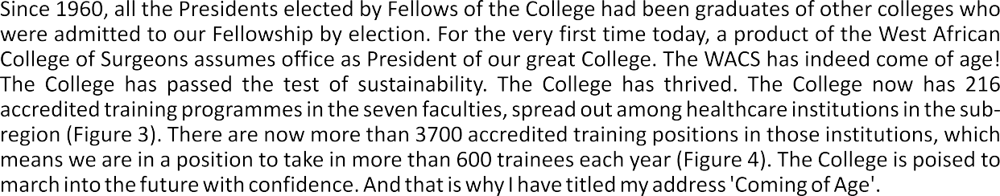 Since 1960, all the Presidents elected by Fellows of the College had been graduates of other colleges who
were admitted to our Fellowship by election. For the very first time today, a product of the West African
College of Surgeons assumes office as President of our great College. The WACS has indeed come of age!
The College has passed the test of sustainability. The College has thrived. The College now has 216
accredited training programmes in the seven faculties, spread out among healthcare institutions in the sub-
region (Figure 3). There are now more than 3700 accredited training positions in those institutions, which
means we are in a position to take in more than 600 trainees each year (Figure 4). The College is poised to
march into the future with confidence. And that is why I have titled my address 'Coming of Age'.